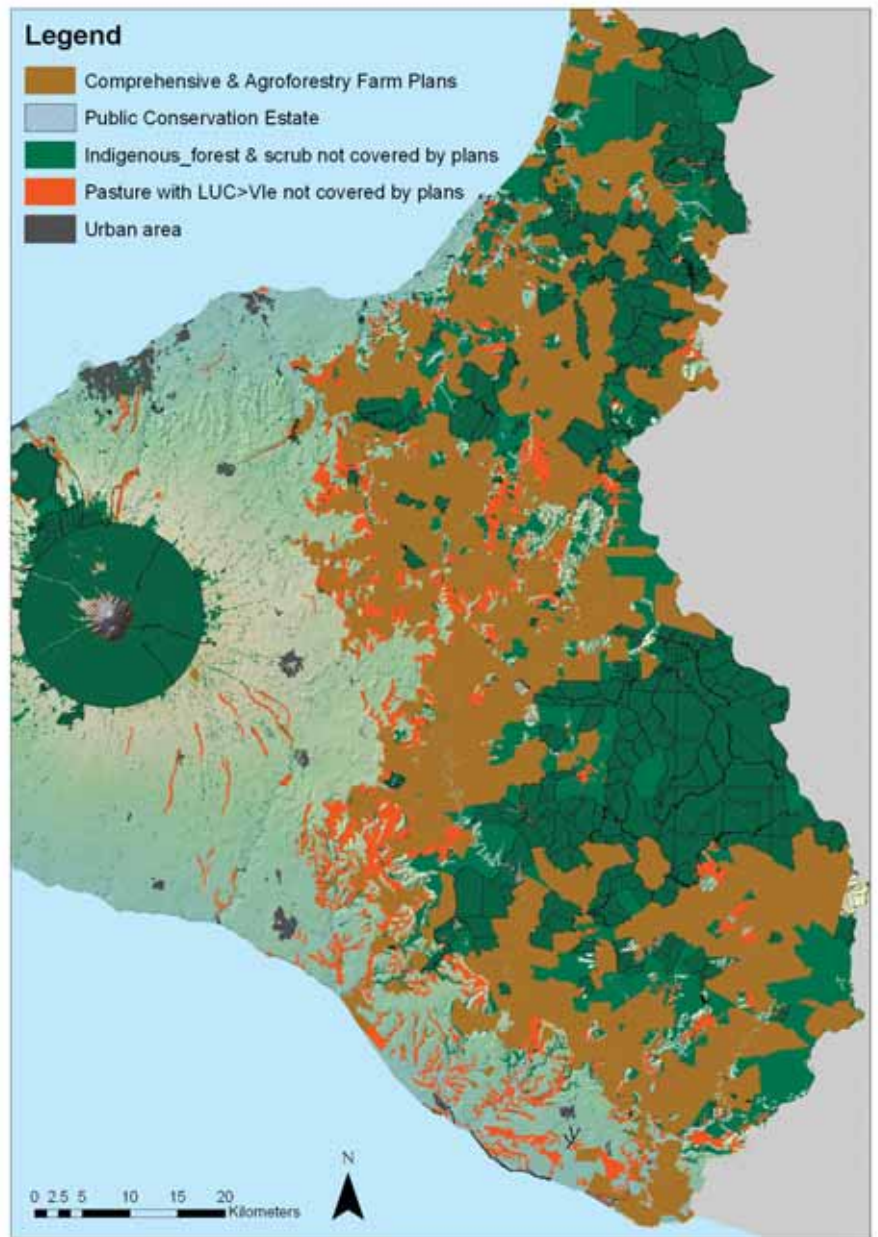 Legend
Comprehensive & Agroforestry Farm Plans
Public Conservation Estate
Indigenous_forest & scrub not covered by plans
Pasture with LUC>VIe not covered by plans
Urban area
N
0 2.5 5 10 15 20
Kilometers